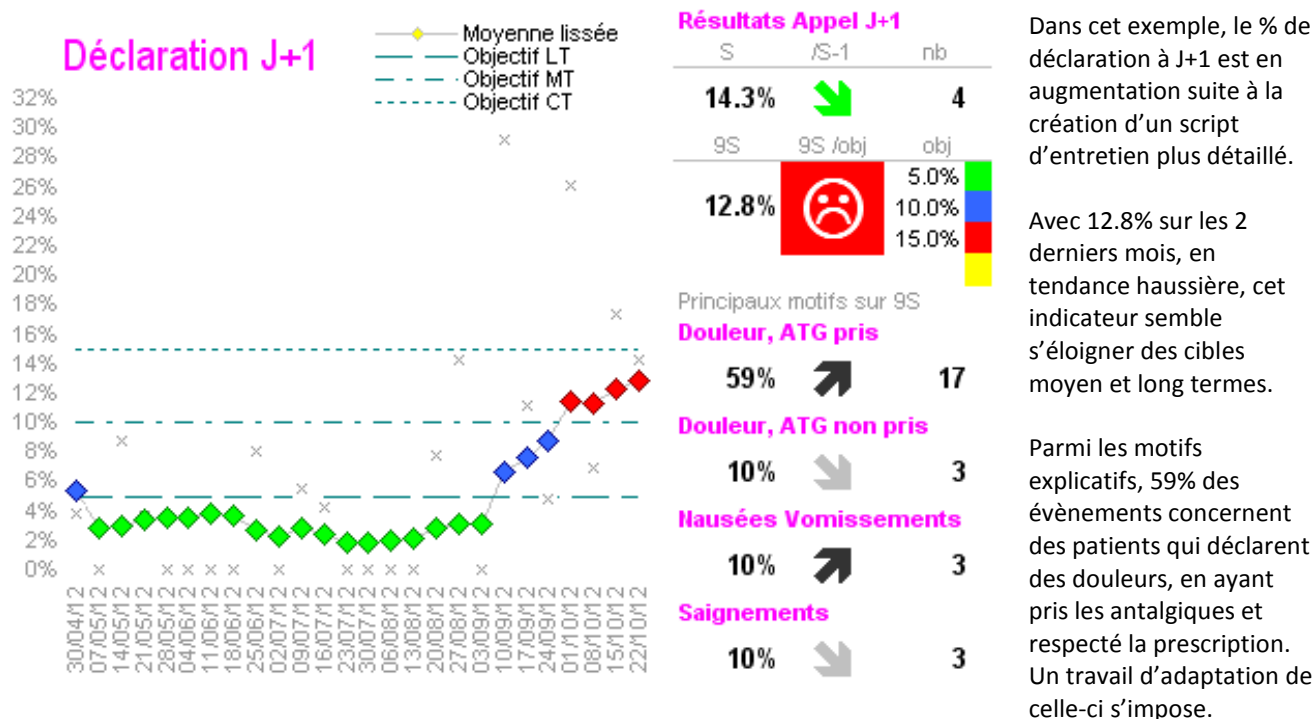 Déclaration J+1
Moyenne lissée
Objectif LT
Objectif MT
Objectif CT
32%
30%
28%
26%
24%
22%
20%
18%
16%
14%
12%
10%
8%
6%
4%
2%
0%
30/04/12
07/05/12
14/05/12
21/05/12
28/05/12
04/06/12
11/06/12
18/06/12
25/06/12
02/07/12
09/07/12
16/07/12
23/07/12
30/07/12
06/08/12
13/08/12
20/08/12
27/08/12
03/09/12
10/09/12
17/09/12
24/09/12
01/10/12
08/10/12
15/10/12
22/10/12
Résultats Appel J+1
S /S-1 nb
14.3% 4
9S 9S /obj obj
5.0%
12.8% 10.0%
15.0%
Principaux motifs sur 9S
Douleur, ATG pris
59% 17
Douleur, ATG non pris
10% 3
Nausées Vomissements
10% 3
Saignements
10% 3
Dans cet exemple, le % de
déclaration à J+1 est en
augmentation suite à la
création d’un script
d’entretien plus détaillé.
Avec 12.8% sur les 2
derniers mois, en
tendance haussière, cet
indicateur semble
s’éloigner des cibles
moyen et long termes.
Parmi les motifs
explicatifs, 59% des
évènements concernent
des patients qui déclarent
des douleurs, en ayant
pris les antalgiques et
respecté la prescription.
Un travail d’adaptation de
celle-ci s’impose.